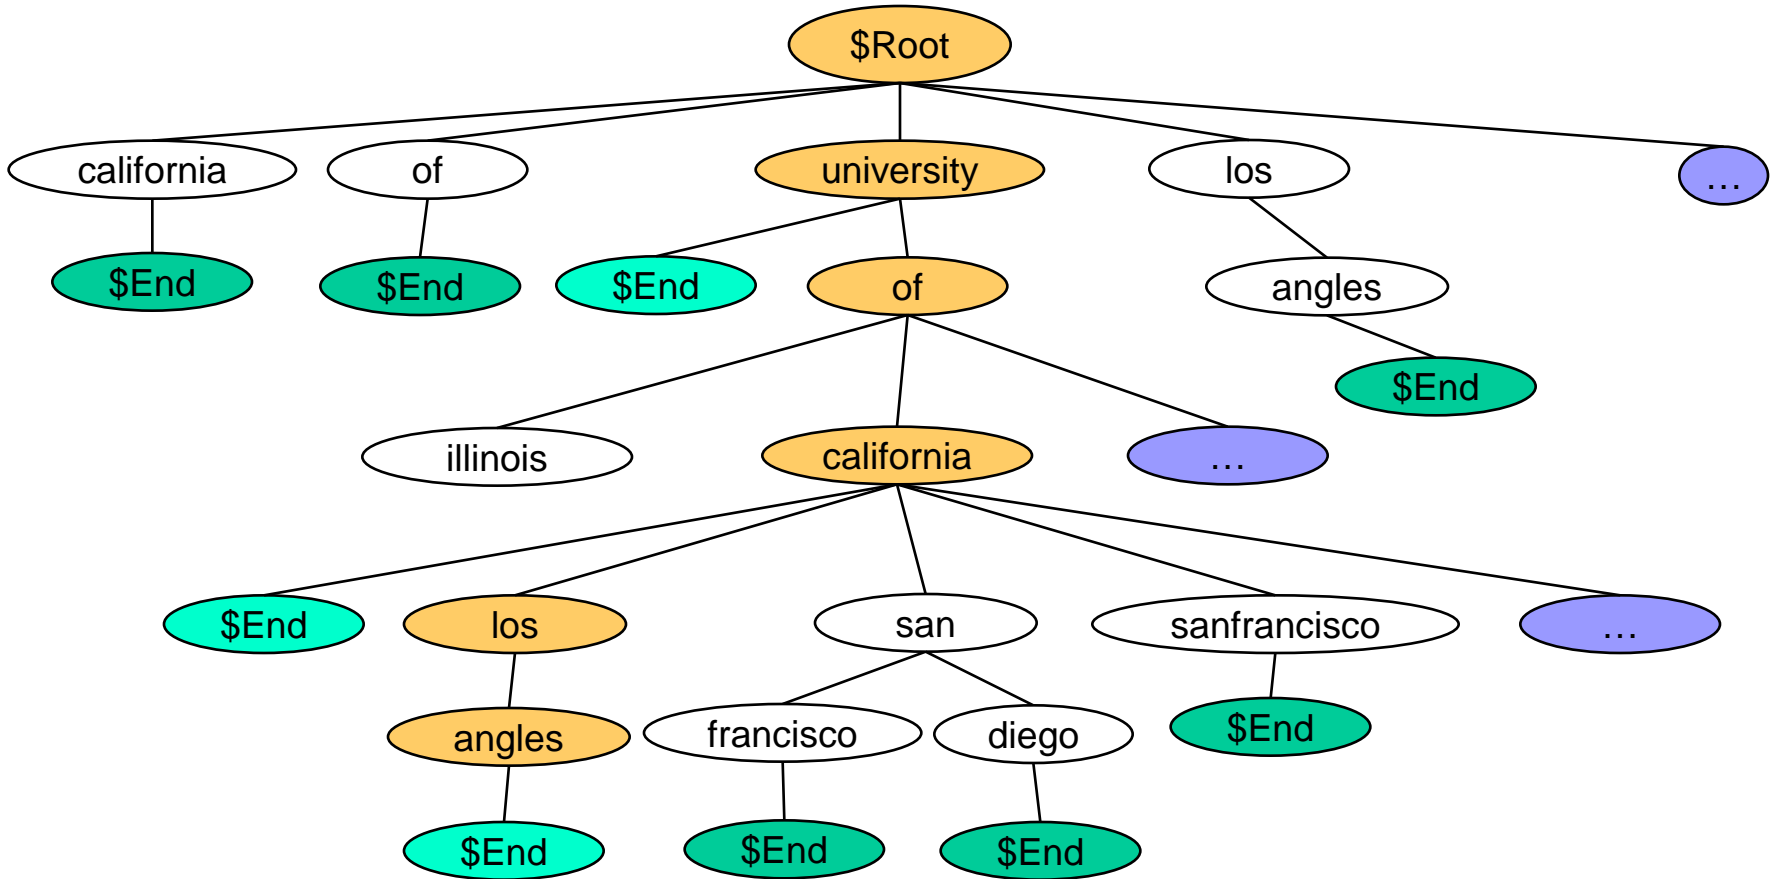 $Root
california of university los …
$End $End $End of angles
$End
illinois california …
$End los san sanfrancisco …
angles francisco diego $End
$End $End $End